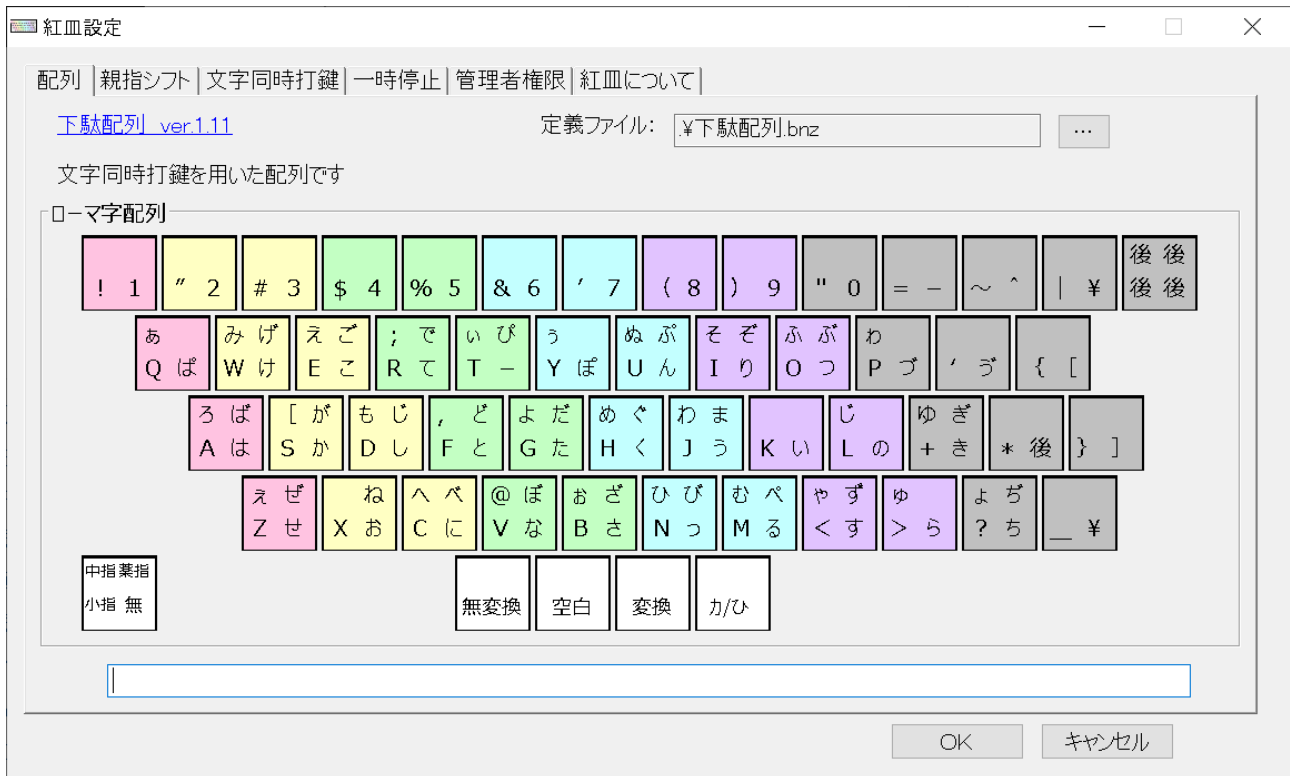 紅皿設定
配列 親指シフト 文字同時打鍵 一時停止 管理者権限 紅皿について
下駄配列 ver.1.11 定義ファイル: .¥下駄配列.bnz ...
文字同時打鍵を用いた配列です
ローマ字配列
後 後
! 1 ” 2 # 3 $ 4 % 5 & 6 ’ 7 ( 8 ) 9 " 0 = - ～ ^ | ¥ 後 後
ぁ み げ え ご ; で ぃ ぴ ぅ ぬ ぷ そ ぞ ふ ぶ ゎ
Q ぱ W け E こ R て T ー Y ぽ U ん I り O つ P づ ‘ ゔ { [
ろ ば [ が も じ , ど よ だ め ぐ わ ま じ ゆ ぎ
A は S か D し F と G た H く J う K い L の + き * 後 } ]
ぇ ぜ ね へ べ @ ぼ ぉ ざ ひ び む ぺ ゃ ず ゅ ょ ぢ
Z せ X お C に V な B さ N っ M る < す > ら ? ち _ ¥
中指 薬指
小指 無 無変換 空白 変換 カ/ひ
OK キャンセル